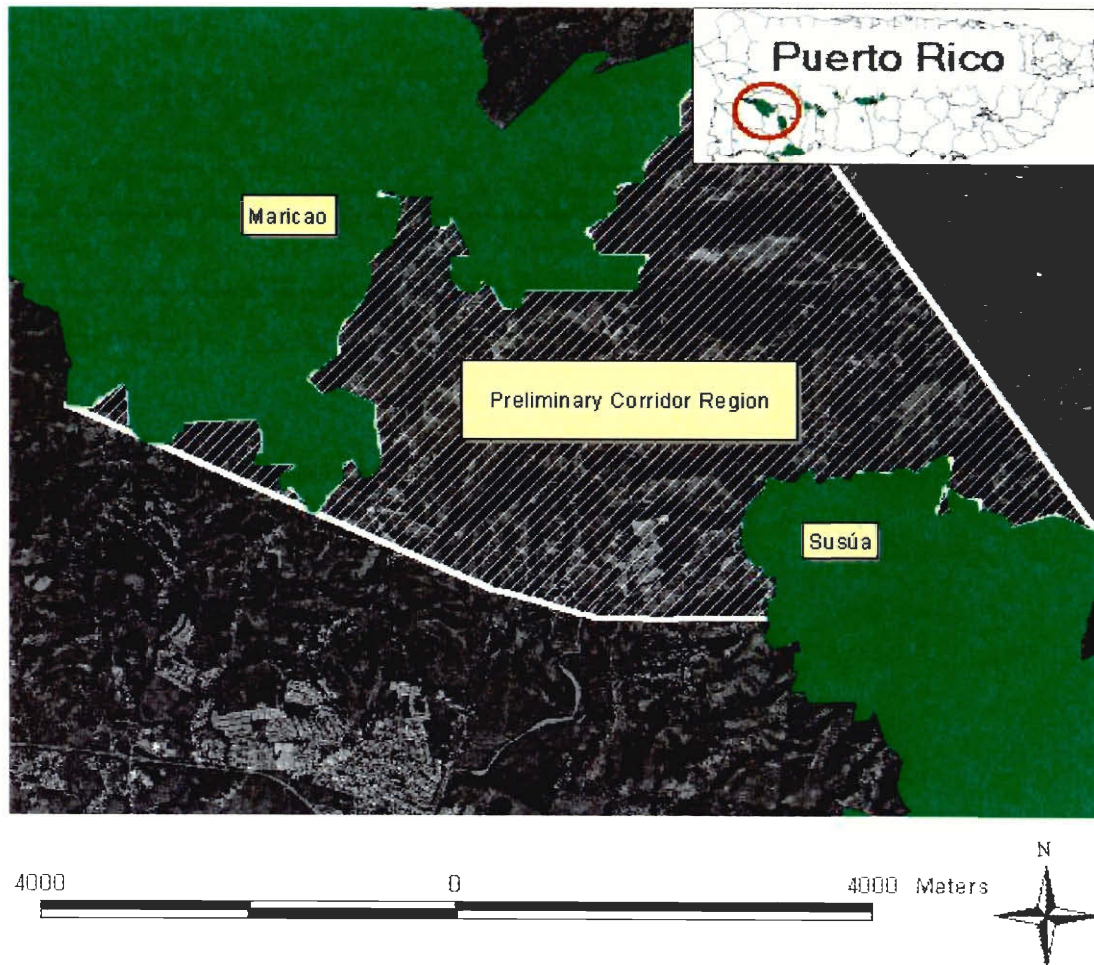 Puerto Rico
Maricao
Preliminary Corridor Region
Susúa
N
4000 0 4000 Meters